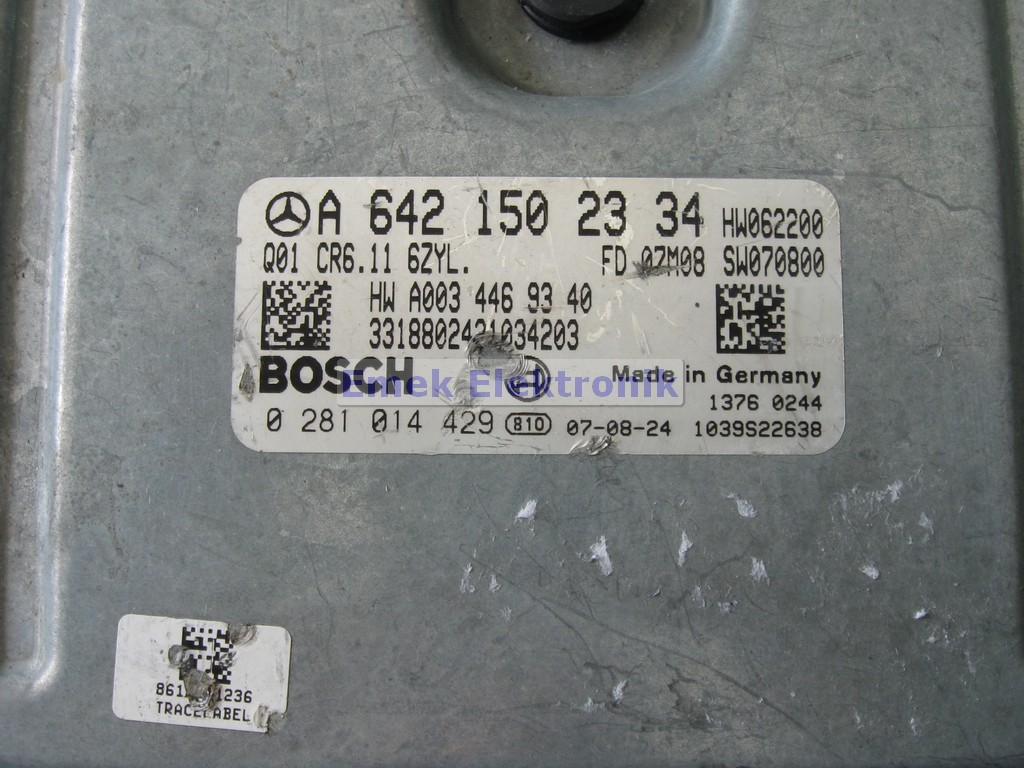 A 642 150 23 34 HW062200
Q01 CR6.11 6ZYL. FD 07M08 SW070800
HW A003 446 93 40
3318802421034203
BOSCH Made in Germany
Emek Elektronik
1376 0244
0 281 014 429 810 07-08-24 1039S22638
TRACELABEL